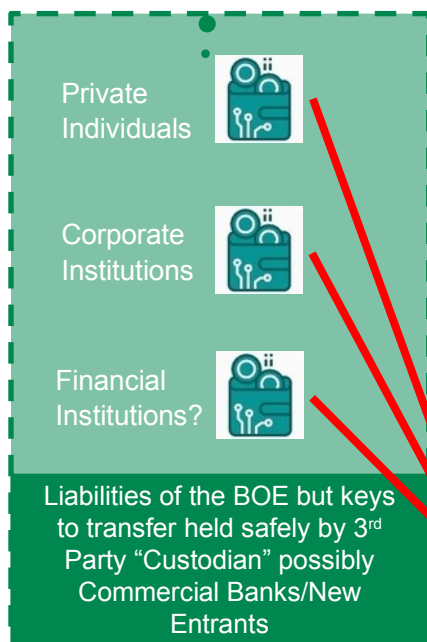 Private
Individuals
Corporate
Institutions
Financial
Institutions?
Liabilities of the BOE but keys
to transfer held safely by 3rd
Party “Custodian” possibly
Commercial Banks/New
Entrants